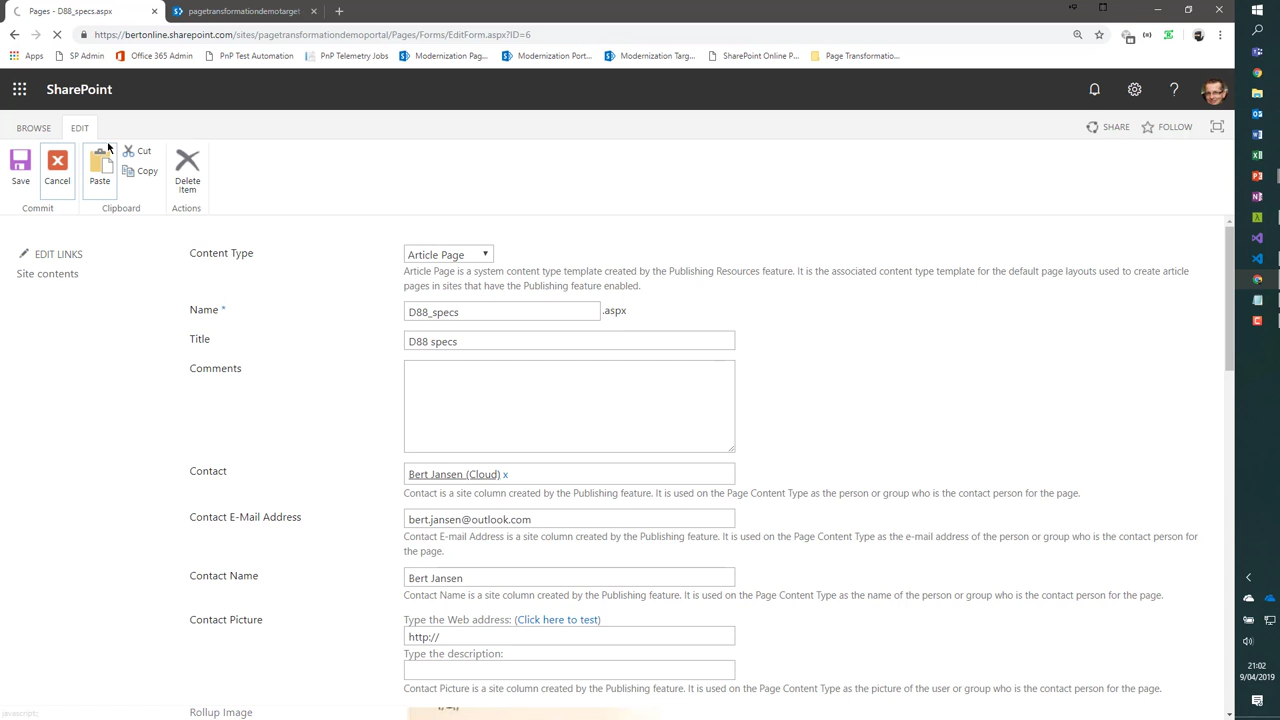 Pages - D88_specs.aspx
pagetransformationdemotarget
https://bertonline.sharepoint.com/sites/pagetransformationdemoportal/Pages/Forms/EditForm.aspx?ID=6
Apps
SP Admin
Office 365 Admin
PnP Test Automation
PnP Telemetry Jobs
Modernization Pag...
Modernization Port...
Modernization Targ...
SharePoint Online P...
Page Transformatio...
SharePoint
BROWSE
EDIT
SHARE
FOLLOW
Save
Cancel
Paste
Cut
Copy
Delete
Item
Commit
Clipboard
Actions
EDIT LINKS
Site contents
Content Type
Article Page
Article Page is a system content type template created by the Publishing Resources feature. It is the associated content type template for the default page layouts used to create article
pages in sites that have the Publishing feature enabled.
Name *
D88_specs
.aspx
Title
D88 specs
Comments
Contact
Bert Jansen (Cloud) x
Contact is a site column created by the Publishing feature. It is used on the Page Content Type as the person or group who is the contact person for the page.
Contact E-Mail Address
bert.jansen@outlook.com
Contact E-mail Address is a site column created by the Publishing feature. It is used on the Page Content Type as the e-mail address of the person or group who is the contact person for
the page.
Contact Name
Bert Jansen
Contact Name is a site column created by the Publishing feature. It is used on the Page Content Type as the name of the person or group who is the contact person for the page.
Contact Picture
Type the Web address: (Click here to test)
http://
Type the description:
Contact Picture is a site column created by the Publishing feature. It is used on the Page Content Type as the picture of the user or group who is the contact person for the page.
Rollup Image
javascript:;
21:02
9/04/2019